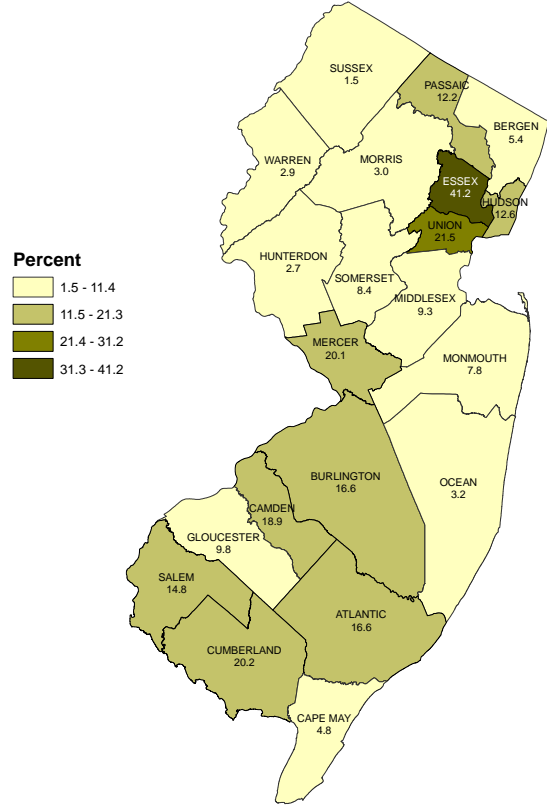 SUSSEX
1.5
PASSAIC
12.2
BERGEN
5.4
WARREN
2.9
MORRIS
3.0
ESSEX
41.2
HUDSON
12.6
UNION
21.5
HUNTERDON
2.7
SOMERSET
8.4
MIDDLESEX
9.3
Percent
1.5 - 11.4
11.5 - 21.3
21.4 - 31.2
31.3 - 41.2
MERCER
20.1
MONMOUTH
7.8
BURLINGTON
16.6
OCEAN
3.2
CAMDEN
18.9
GLOUCESTER
9.8
SALEM
14.8
ATLANTIC
16.6
CUMBERLAND
20.2
CAPE MAY
4.8